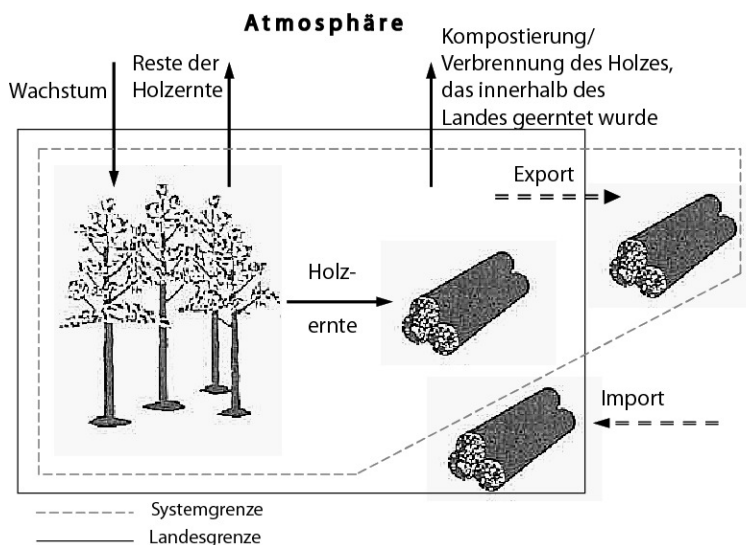 Atmosphäre
Wachstum
Reste der
Holzernte
Kompostierung/
Verbrennung des Holzes,
das innerhalb des
Landes geerntet wurde
Export
Holz-
ernte
Import
Systemgrenze
Landesgrenze